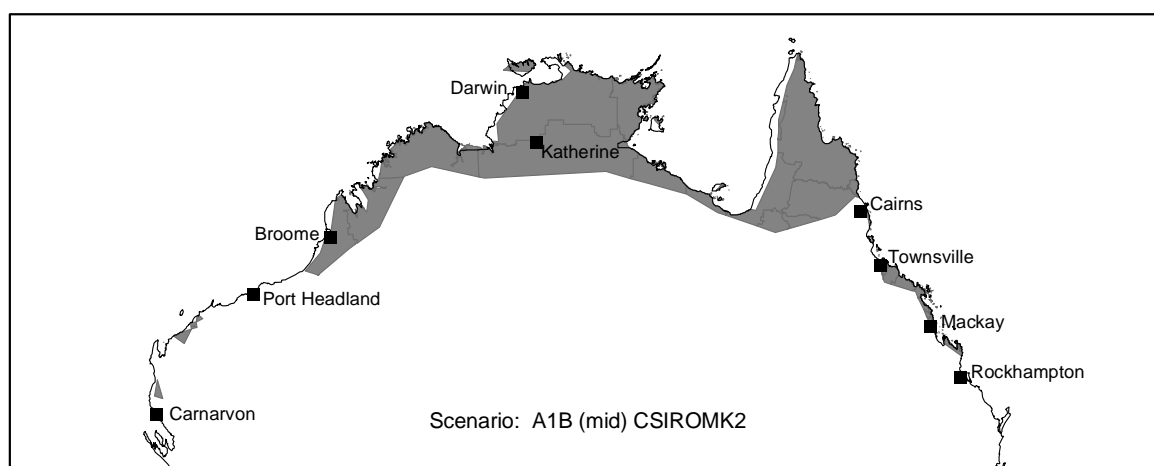 Darwin
Katherine
Cairns
Broome
Townsville
Port Headland
Mackay
Rockhampton
Carnarvon
Scenario:  A1B (mid) CSIROMK2